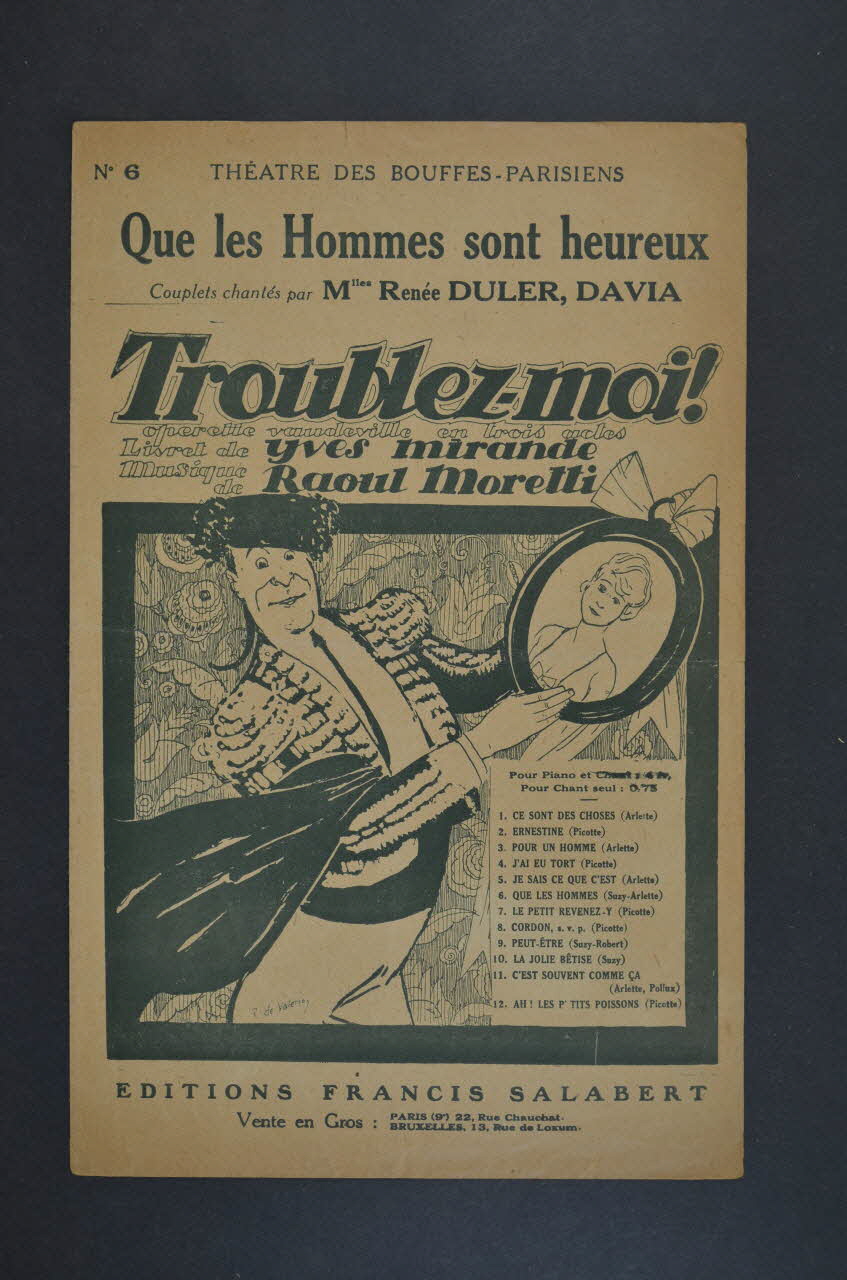 N° 6 THÉATRE DES BOUFFES-PARISIENS
Que les Hommes sont heureux
Couplets chantés par Mlles Renée DULER, DAVIA
Troublez-moi!
operette vaudeville en trois actes
Livret de Yves Mirande
Musique de Raoul Moretti
Pour Piano et Chant : 4 fr.
Pour Chant seul : 0.75
1. CE SONT DES CHOSES (Arlette)
2. ERNESTINE (Picotte)
3. POUR UN HOMME (Arlette)
4. J'AI EU TORT (Picotte)
5. JE SAIS CE QUE C'EST (Arlette)
6. QUE LES HOMMES (Suzy-Arlette)
7. LE PETIT REVENEZ-Y (Picotte)
8. CORDON, s. v. p. (Picotte)
9. PEUT-ÊTRE (Suzy-Robert)
10. LA JOLIE BÊTISE (Suzy)
11. C'EST SOUVENT COMME ÇA
(Arlette, Pollux)
12. AH ! LES P'TITS POISSONS (Picotte)
EDITIONS FRANCIS SALABERT
Vente en Gros : PARIS (9e) 22, Rue Chauchat.
BRUXELLES, 13, Rue de Loxum.